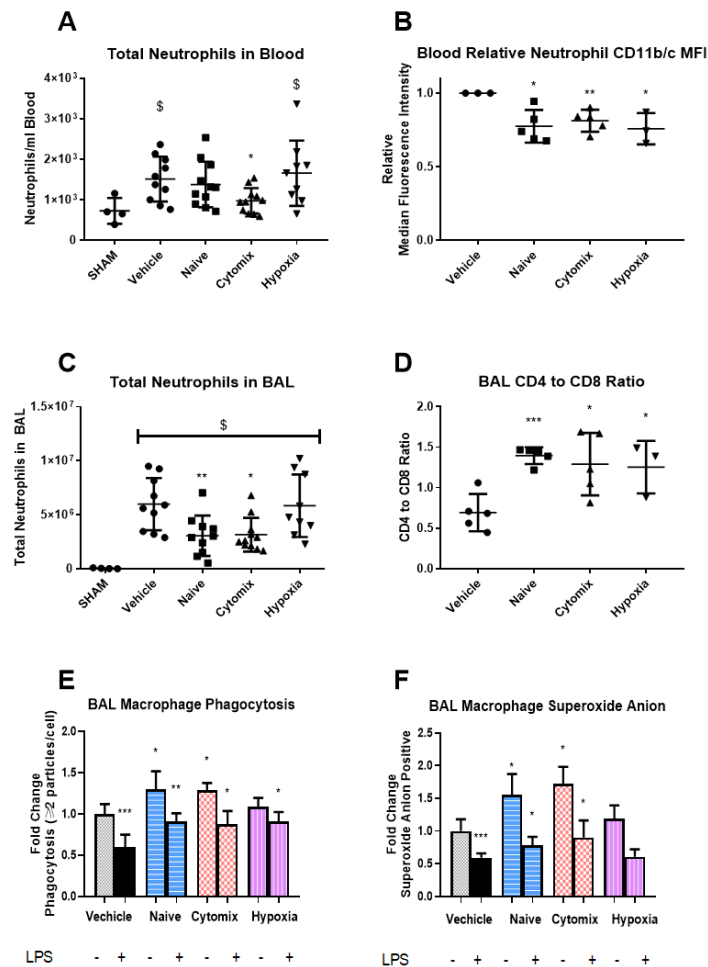 A
Total Neutrophils in Blood
Neutrophils/ml Blood
4×10³
3×10³
2×10³
1×10³
0
$
*
$
SHAM
Vehicle
Naive
Cytomix
Hypoxia
B
Blood Relative Neutrophil CD11b/c MFI
Relative
Median Fluorescence Intensity
1.0
0.5
0.0
*
**
*
Vehicle
Naive
Cytomix
Hypoxia
C
Total Neutrophils in BAL
Total Neutrophils in BAL
1.5×10⁷
1×10⁷
5×10⁶
0
$
**
*
SHAM
Vehicle
Naive
Cytomix
Hypoxia
D
BAL CD4 to CD8 Ratio
CD4 to CD8 Ratio
2.0
1.5
1.0
0.5
0.0
***
*
*
Vehicle
Naive
Cytomix
Hypoxia
E
BAL Macrophage Phagocytosis
Fold Change
Phagocytosis (⩾2 particles/cell)
2.0
1.5
1.0
0.5
0.0
***
*
**
*
*
*
Vechicle
Naive
Cytomix
Hypoxia
LPS - + - + - + - +
F
BAL Macrophage Superoxide Anion
Fold Change
Superoxide Anion Positive
2.5
2.0
1.5
1.0
0.5
0.0
***
*
*
*
*
Vehicle
Naive
Cytomix
Hypoxia
LPS - + - + - + - +